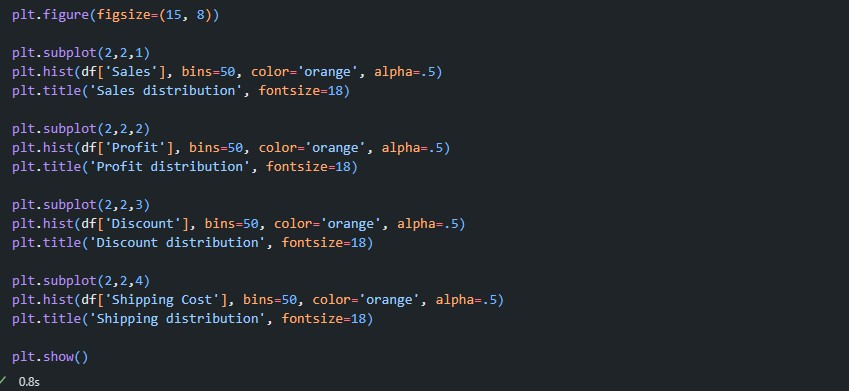 plt.figure(figsize=(15, 8))
plt.subplot(2,2,1)
plt.hist(df['Sales'], bins=50, color='orange', alpha=.5)
plt.title('Sales distribution', fontsize=18)
plt.subplot(2,2,2)
plt.hist(df['Profit'], bins=50, color='orange', alpha=.5)
plt.title('Profit distribution', fontsize=18)
plt.subplot(2,2,3)
plt.hist(df['Discount'], bins=50, color='orange', alpha=.5)
plt.title('Discount distribution', fontsize=18)
plt.subplot(2,2,4)
plt.hist(df['Shipping Cost'], bins=50, color='orange', alpha=.5)
plt.title('Shipping distribution', fontsize=18)
plt.show()
0.8s